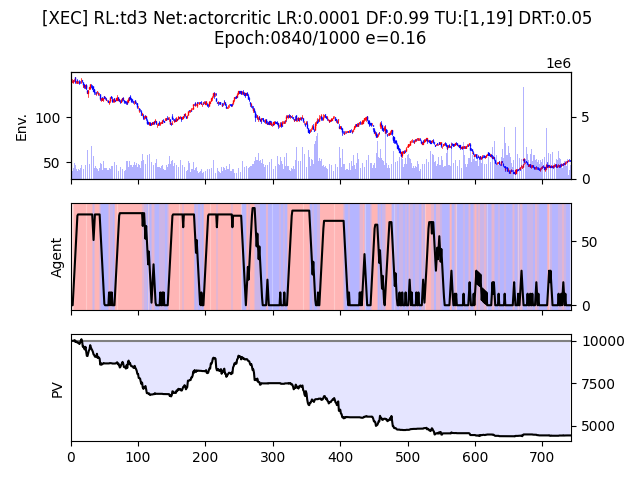 [XEC] RL:td3 Net:actorcritic LR:0.0001 DF:0.99 TU:[1,19] DRT:0.05
Epoch:0840/1000 e=0.16
1e6
Env.
100
50
5
0
Agent
50
0
PV
10000
7500
5000
0
100
200
300
400
500
600
700